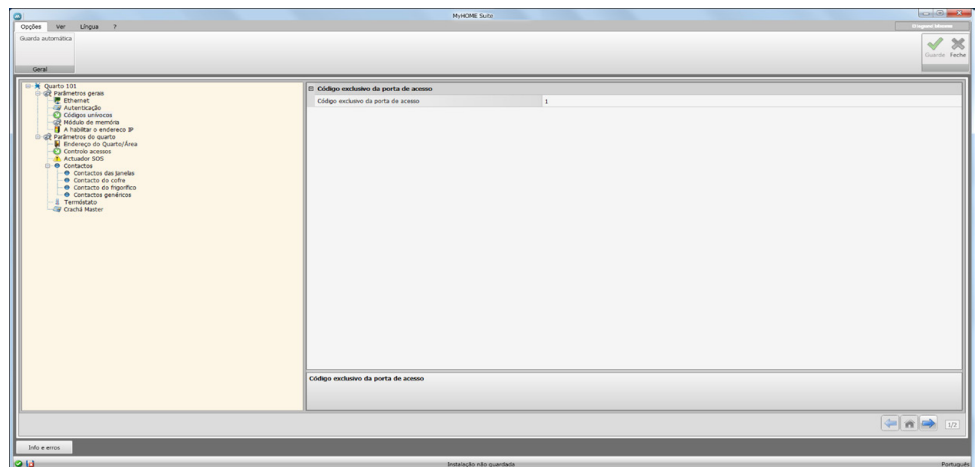 MyHOME Suite
Opções Ver Língua ?
Guarda automática
Guarda Feche
Geral
Quarto 101
Parâmetros gerais
Ethernet
Autenticação
Códigos unívocos
Módulo de memória
A habilitar o endereco IP
Parâmetros do quarto
Endereço do Quarto/Área
Controlo acessos
Actuador SOS
Contactos
Contactos das janelas
Contacto do cofre
Contacto do frigorífico
Contactos genéricos
Termóstato
Crachá Master
Código exclusivo da porta de acesso
Código exclusivo da porta de acesso 1
Código exclusivo da porta de acesso
1/2
Info e erros
Instalação não guardada Português